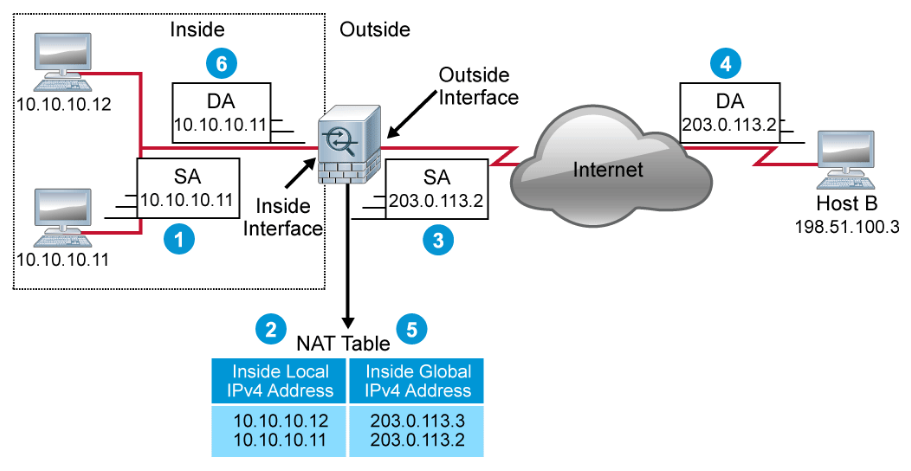 Inside
Outside
6
4
Outside
Interface
DA
10.10.10.11
DA
203.0.113.2
10.10.10.12
Internet
SA
10.10.10.11
SA
203.0.113.2
Inside
Interface
Host B
198.51.100.3
1
3
10.10.10.11
2
5
NAT Table
Inside Local
IPv4 Address
Inside Global
IPv4 Address
10.10.10.12
203.0.113.3
10.10.10.11
203.0.113.2